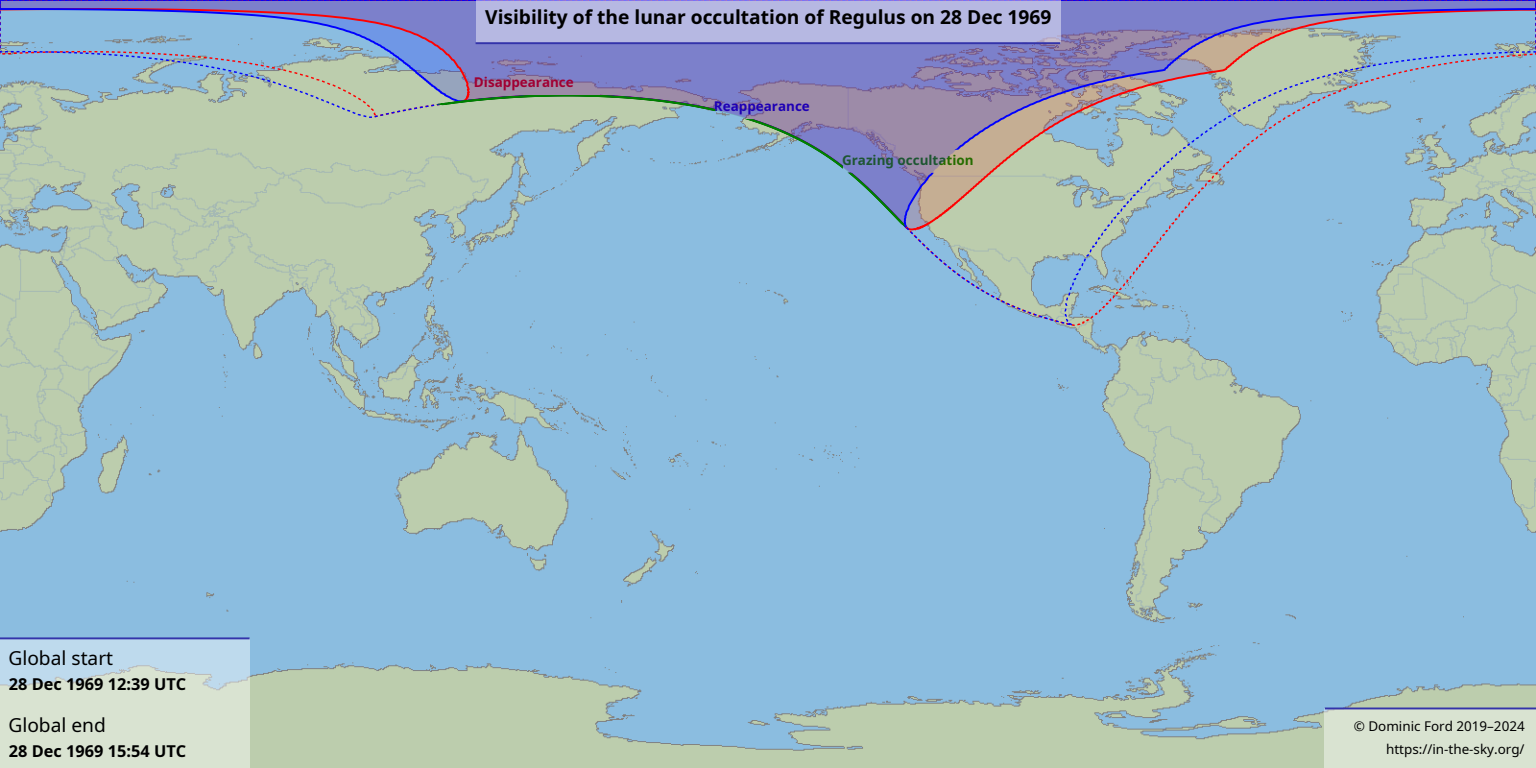 Visibility of the lunar occultation of Regulus on 28 Dec 1969
Disappearance
Reappearance
Grazing occultation
Global start
28 Dec 1969 12:39 UTC
Global end
28 Dec 1969 15:54 UTC
© Dominic Ford 2019–2024
https://in-the-sky.org/